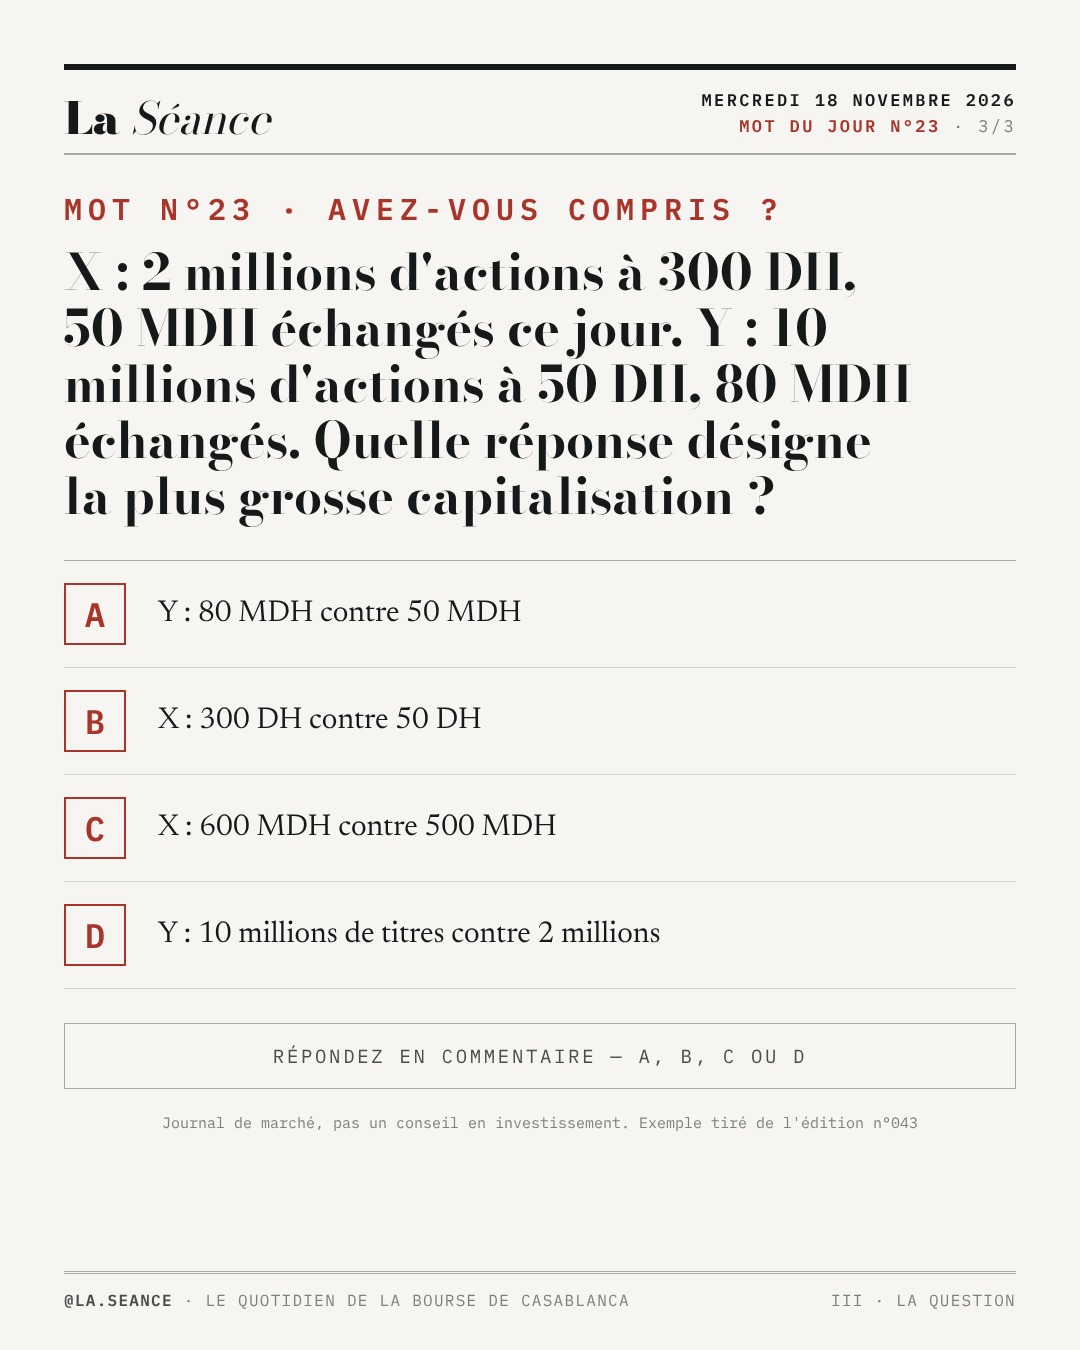 La Séance
MERCREDI 18 NOVEMBRE 2026
MOT DU JOUR N°23 · 3/3
MOT N°23 · AVEZ-VOUS COMPRIS ?
X : 2 millions d'actions à 300 DH,
50 MDH échangés ce jour. Y : 10
millions d'actions à 50 DH, 80 MDH
échangés. Quelle réponse désigne
la plus grosse capitalisation ?
A Y : 80 MDH contre 50 MDH
B X : 300 DH contre 50 DH
C X : 600 MDH contre 500 MDH
D Y : 10 millions de titres contre 2 millions
RÉPONDEZ EN COMMENTAIRE — A, B, C OU D
Journal de marché, pas un conseil en investissement. Exemple tiré de l'édition n°043
@LA.SEANCE · LE QUOTIDIEN DE LA BOURSE DE CASABLANCA
III · LA QUESTION